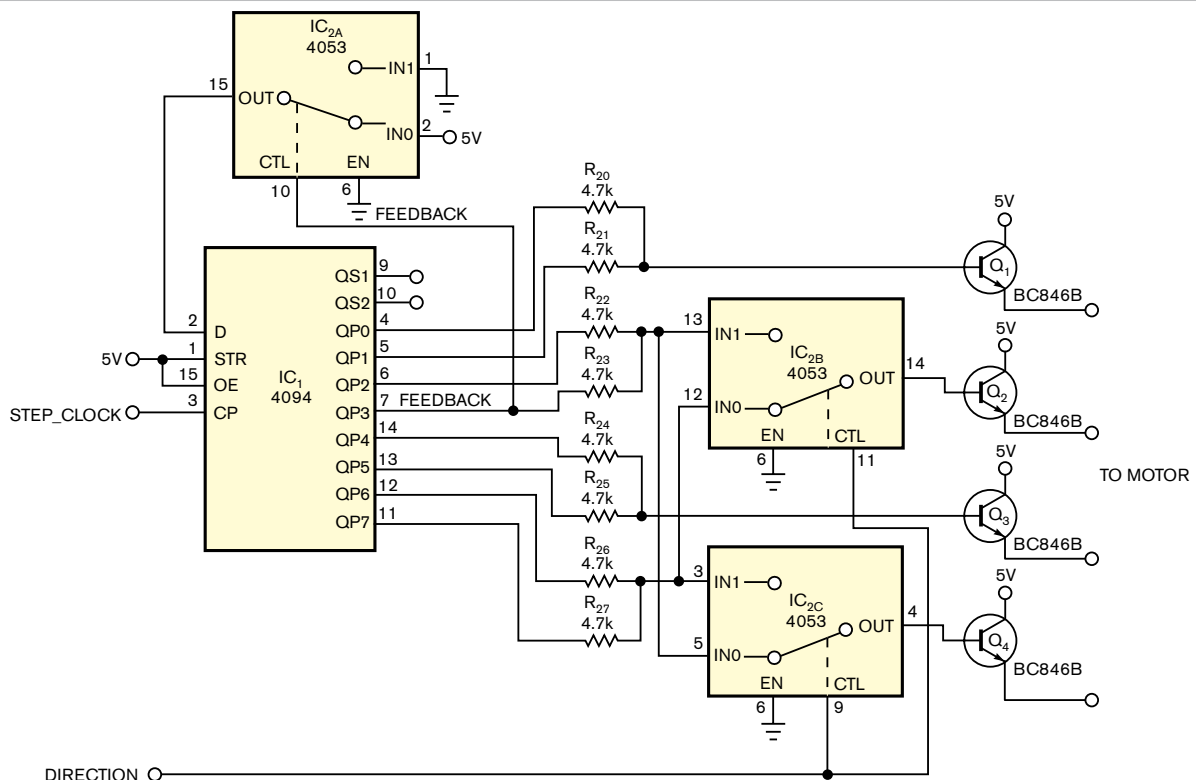 IC2A
4053
IN1
1
15
OUT
IN0
2
5V
CTL
EN
10
6
FEEDBACK
R20
4.7k
R21
4.7k
R22
4.7k
R23
4.7k
R24
4.7k
R25
4.7k
R26
4.7k
R27
4.7k
QS1
9
QS2
10
QP0
4
QP1
5
QP2
6
QP3
7
FEEDBACK
QP4
14
QP5
13
QP6
12
QP7
11
2
D
5V
1
STR
15
OE
STEP_CLOCK
3
CP
IC1
4094
13
IN1
IC2B
4053
OUT
14
12
IN0
EN
CTL
6
11
3
IN1
IC2C
4053
OUT
4
5
IN0
EN
CTL
6
9
5V
Q1
BC846B
5V
Q2
BC846B
5V
Q3
BC846B
5V
Q4
BC846B
TO MOTOR
DIRECTION